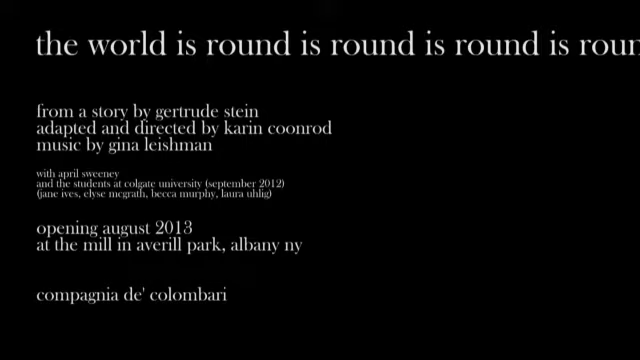 the world is round is round is round is roun
from a story by gertrude stein
adapted and directed by karin coonrod
music by gina leishman
with april sweeney
and the students at colgate university (september 2012)
(jane ives, elyse mcgrath, becca murphy, laura uhlig)
opening august 2013
at the mill in averill park, albany ny
compagnia de' colombari